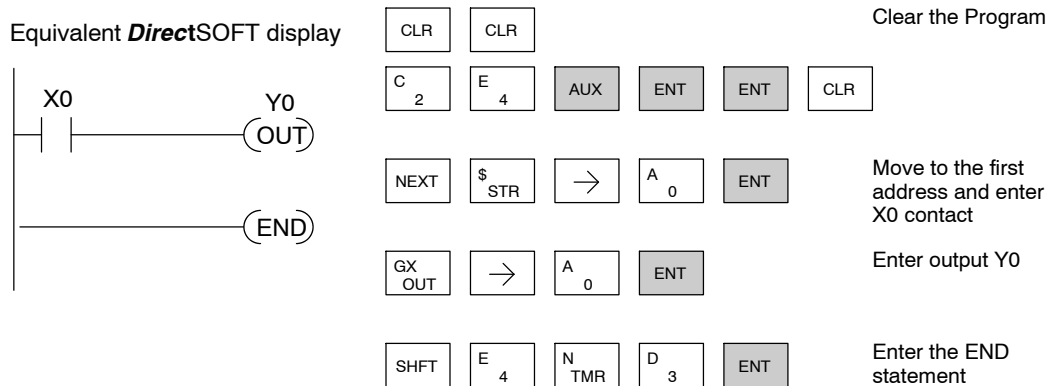 Equivalent DirectSOFT display
X0
Y0
OUT
END
CLR CLR
Clear the Program
C 2 E 4 AUX ENT ENT CLR
NEXT $ STR → A 0 ENT
Move to the first
address and enter
X0 contact
GX OUT → A 0 ENT
Enter output Y0
SHFT E 4 N TMR D 3 ENT
Enter the END
statement